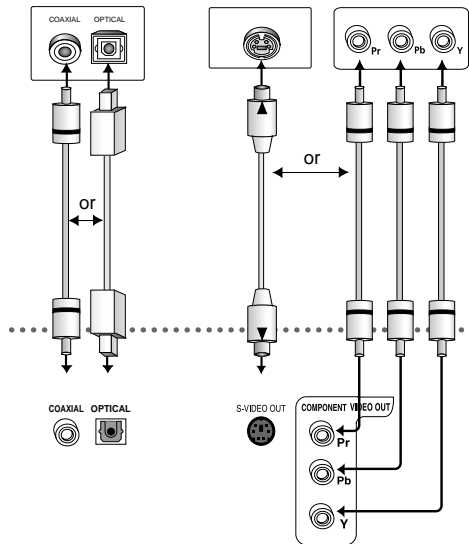 COAXIAL OPTICAL
Pr Pb Y
or
or
COAXIAL OPTICAL
S-VIDEO OUT
COMPONENT VIDEO OUT
Pr
Pb
Y